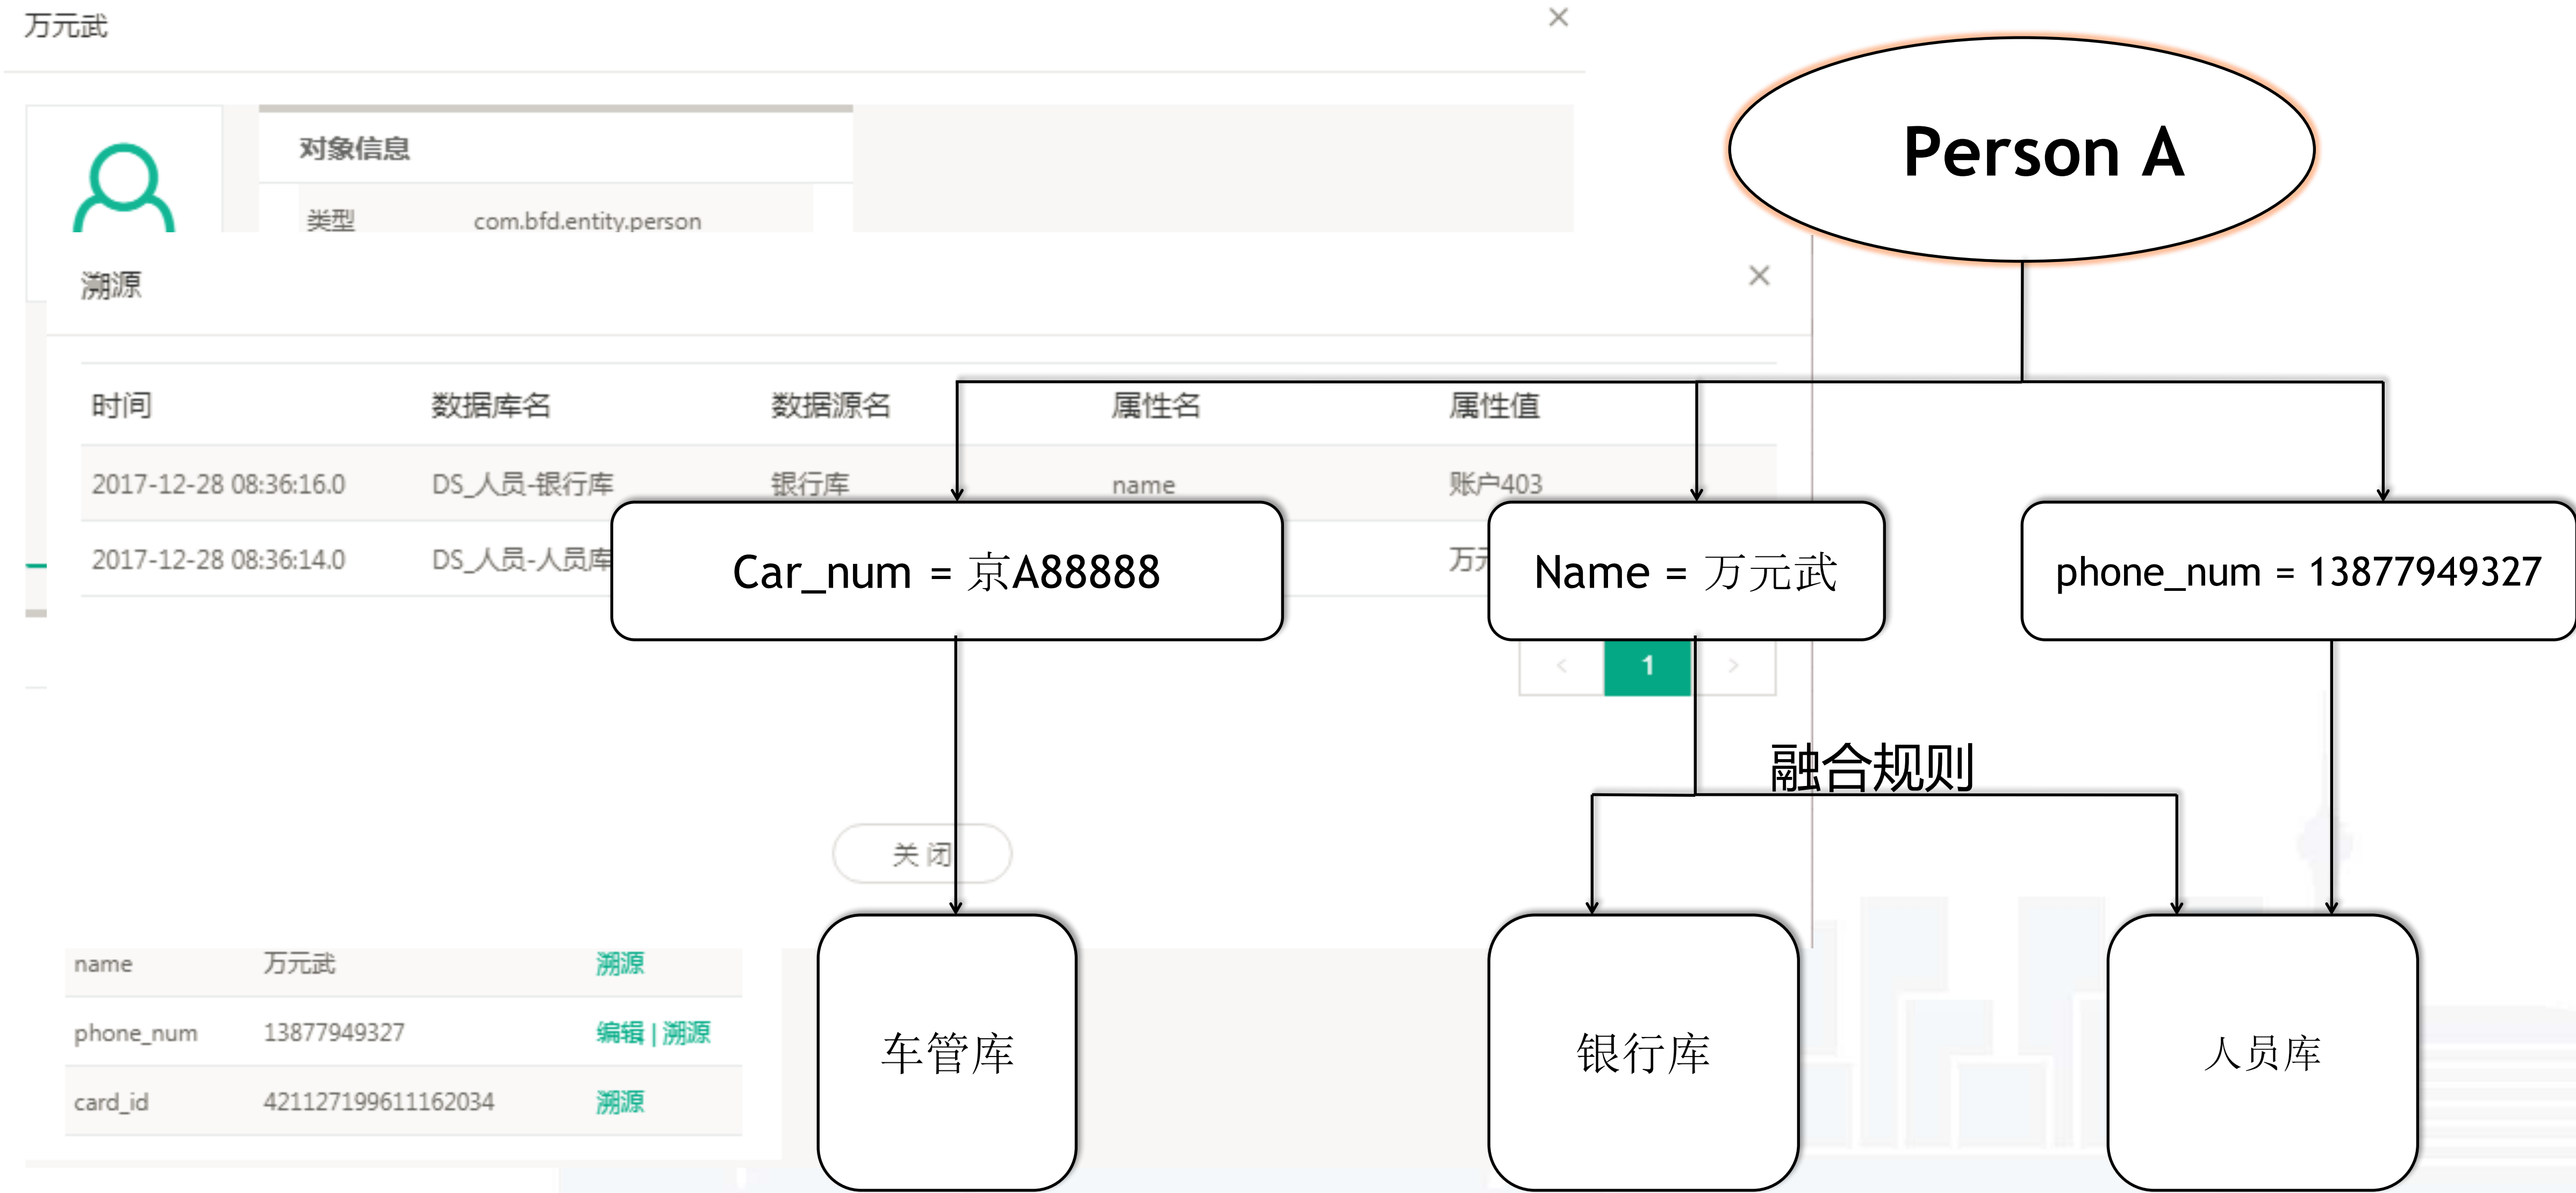 万元武
对象信息
类型 com.bfd.entity.person
Person A
溯源
时间 数据库名 数据源名 属性名 属性值
2017-12-28 08:36:16.0 DS_人员-银行库 银行库 name 账户403
2017-12-28 08:36:14.0 DS_人员-人员库 万
Car_num = 京A88888
Name = 万元武
phone_num = 13877949327
< 1 >
融合规则
关 闭
name 万元武 溯源
phone_num 13877949327 编辑 | 溯源
card_id 421127199611162034 溯源
车管库
银行库
人员库